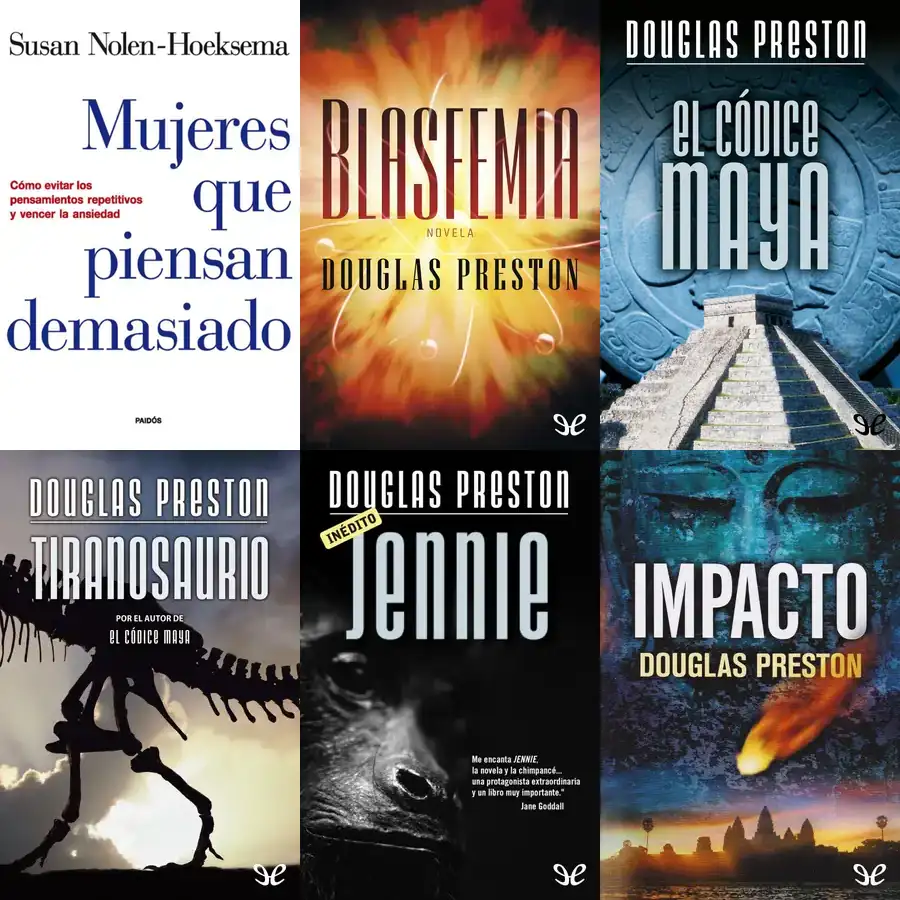 Susan Nolen-Hoeksema
Mujeres
que
piensan
demasiado
Cómo evitar los
pensamientos repetitivos
y vencer la ansiedad
PAIDÓS
BLASFEMIA
NOVELA
DOUGLAS PRESTON
DOUGLAS PRESTON
EL CÓDICE
MAYA
DOUGLAS PRESTON
TIRANOSAURIO
POR EL AUTOR DE
EL CÓDICE MAYA
DOUGLAS PRESTON
INÉDITO
JENNIE
Me encanta JENNIE,
la novela y la chimpancé...
una protagonista extraordinaria
y un libro muy importante."
Jane Goddall
IMPACTO
DOUGLAS PRESTON